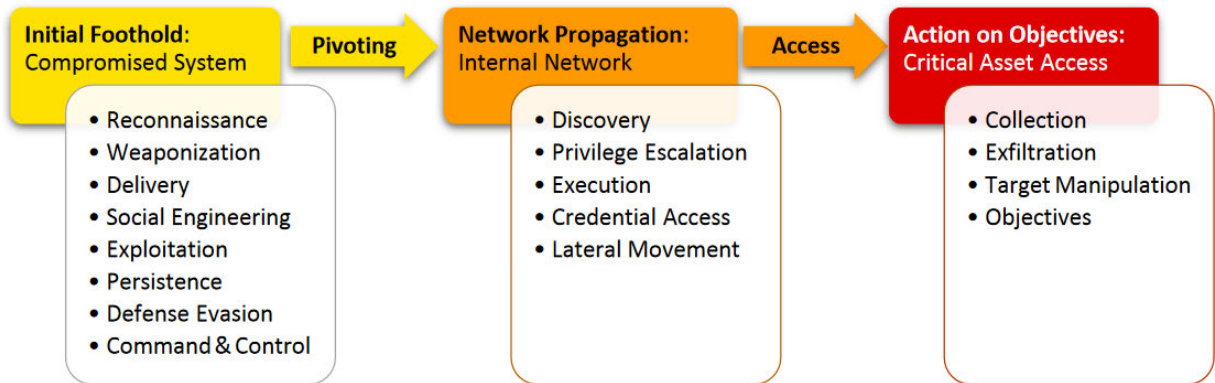 Initial Foothold:
Compromised System
• Reconnaissance
• Weaponization
• Delivery
• Social Engineering
• Exploitation
• Persistence
• Defense Evasion
• Command & Control
Pivoting
Network Propagation:
Internal Network
• Discovery
• Privilege Escalation
• Execution
• Credential Access
• Lateral Movement
Access
Action on Objectives:
Critical Asset Access
• Collection
• Exfiltration
• Target Manipulation
• Objectives